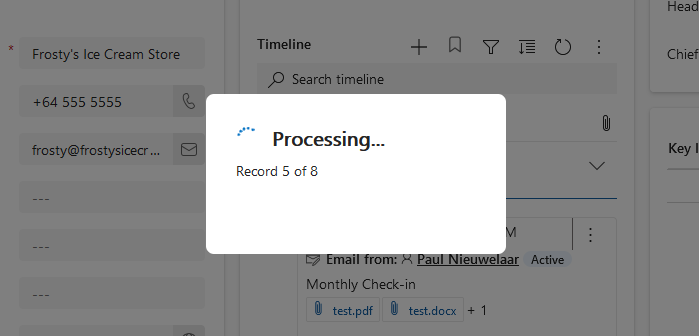 Head
* Frosty's Ice Cream Store
Timeline
Chief
Search timeline
+64 555 5555
Processing...
frosty@frostysicecr...
Key I
Record 5 of 8
---
---
M
Email from: Paul Nieuwelaar Active
Monthly Check-in
---
test.pdf test.docx + 1